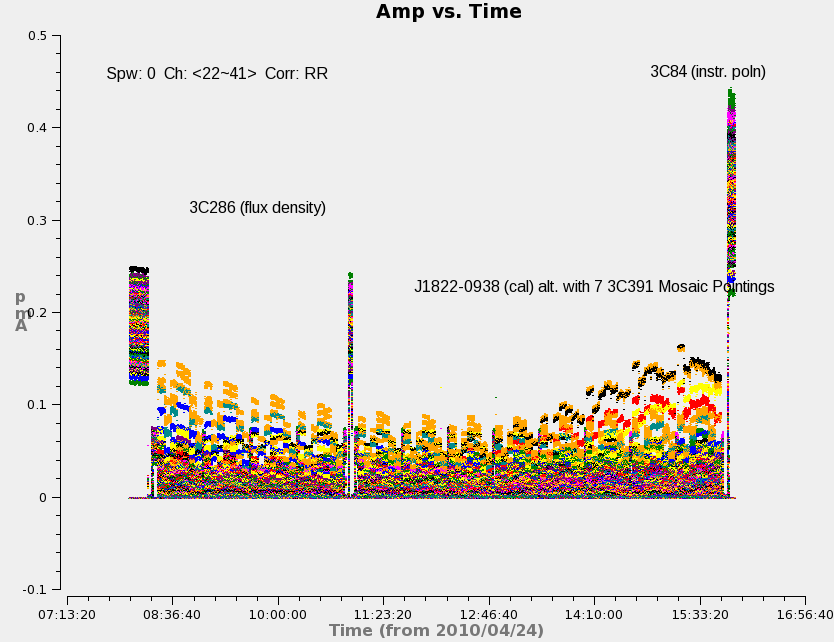 Amp vs. Time
0.5
Spw: 0 Ch: <22~41> Corr: RR
3C84 (instr. poln)
0.4
0.3
3C286 (flux density)
J1822-0938 (cal) alt. with 7 3C391 Mosaic Pointings
p
m
A
0.2
0.1
0
-0.1
07:13:20 08:36:40 10:00:00 11:23:20 12:46:40 14:10:00 15:33:20 16:56:40
Time (from 2010/04/24)